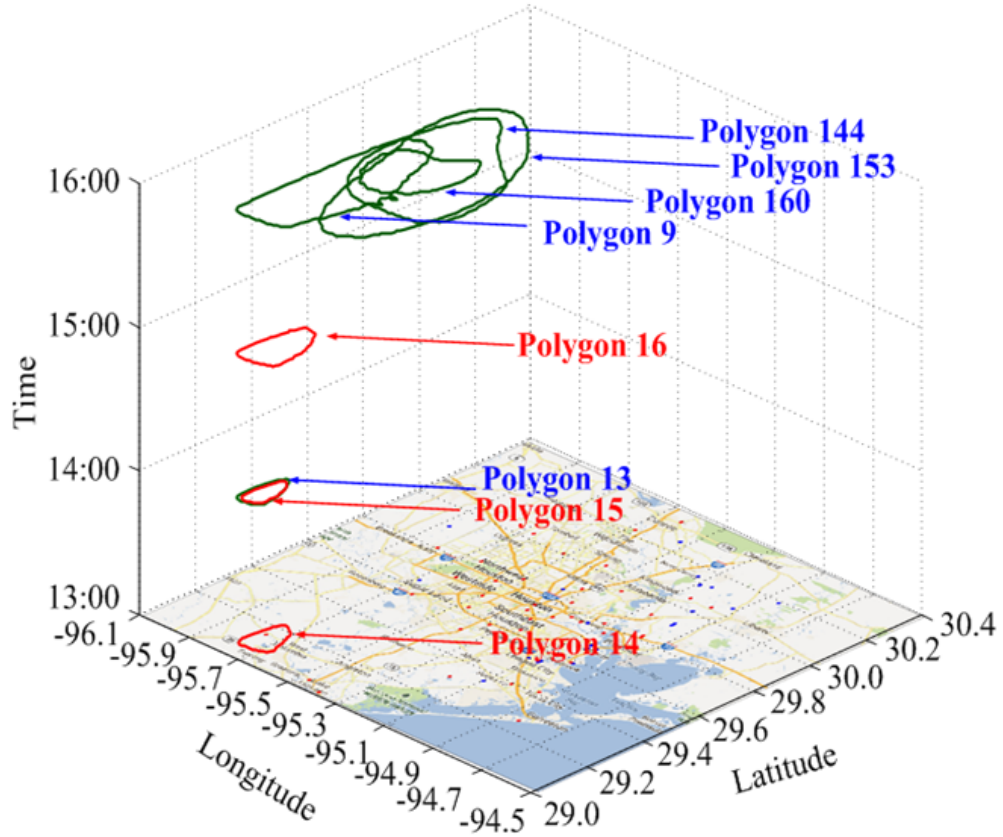 Polygon 144
Polygon 153
16:00
Polygon 160
Polygon 9
15:00
Polygon 16
Time
14:00
Polygon 13
Polygon 15
13:00
-96.1
30.4
Polygon 14
-95.9
30.2
-95.7
30.0
-95.5
29.8
-95.3
29.6
-95.1
29.4
-94.9
29.2
-94.7
29.0
-94.5
Longitude
Latitude